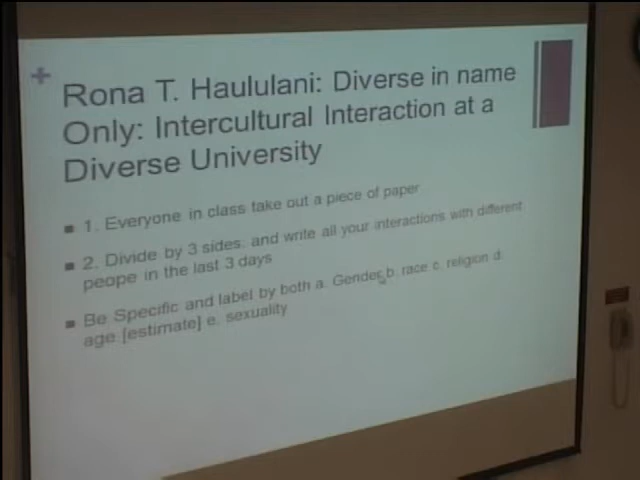 Rona T. Haululani: Diverse in name
Only: Intercultural Interaction at a
Diverse University
1. Everyone in class take out a piece of paper
2. Divide by 3 sides: and write all your interactions with different
peope in the last 3 days
Be Specific and label by both a. Gender b. race c. religion d.
age [estimate] e. sexuality